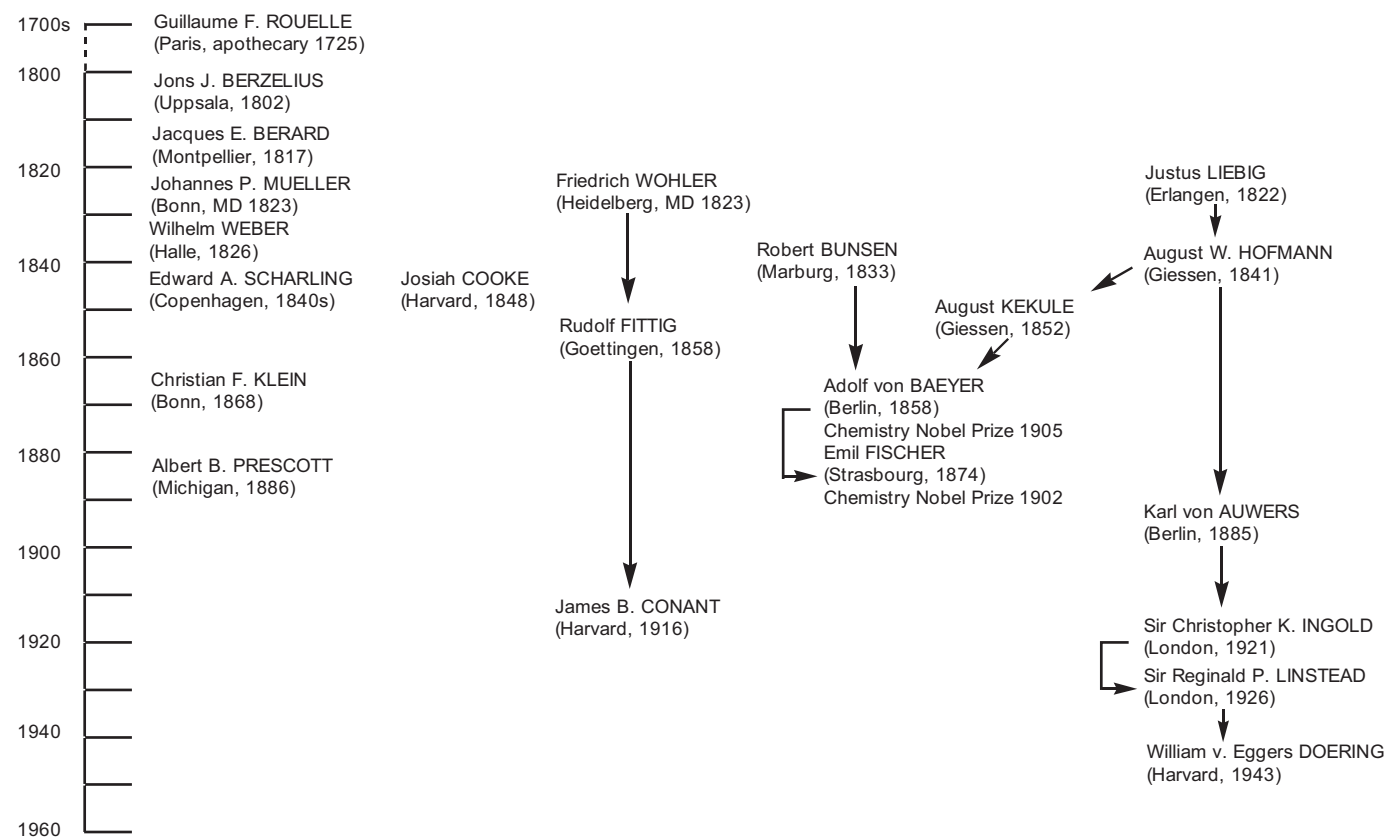 1700s
1800
1820
1840
1860
1880
1900
1920
1940
1960
Guillaume F. ROUELLE
(Paris, apothecary 1725)
Jons J. BERZELIUS
(Uppsala, 1802)
Jacques E. BERARD
(Montpellier, 1817)
Johannes P. MUELLER
(Bonn, MD 1823)
Wilhelm WEBER
(Halle, 1826)
Edward A. SCHARLING
(Copenhagen, 1840s)
Christian F. KLEIN
(Bonn, 1868)
Albert B. PRESCOTT
(Michigan, 1886)
Josiah COOKE
(Harvard, 1848)
Friedrich WOHLER
(Heidelberg, MD 1823)
Rudolf FITTIG
(Goettingen, 1858)
James B. CONANT
(Harvard, 1916)
Robert BUNSEN
(Marburg, 1833)
August KEKULE
(Giessen, 1852)
Adolf von BAEYER
(Berlin, 1858)
Chemistry Nobel Prize 1905
Emil FISCHER
(Strasbourg, 1874)
Chemistry Nobel Prize 1902
Justus LIEBIG
(Erlangen, 1822)
August W. HOFMANN
(Giessen, 1841)
Karl von AUWERS
(Berlin, 1885)
Sir Christopher K. INGOLD
(London, 1921)
Sir Reginald P. LINSTEAD
(London, 1926)
William v. Eggers DOERING
(Harvard, 1943)